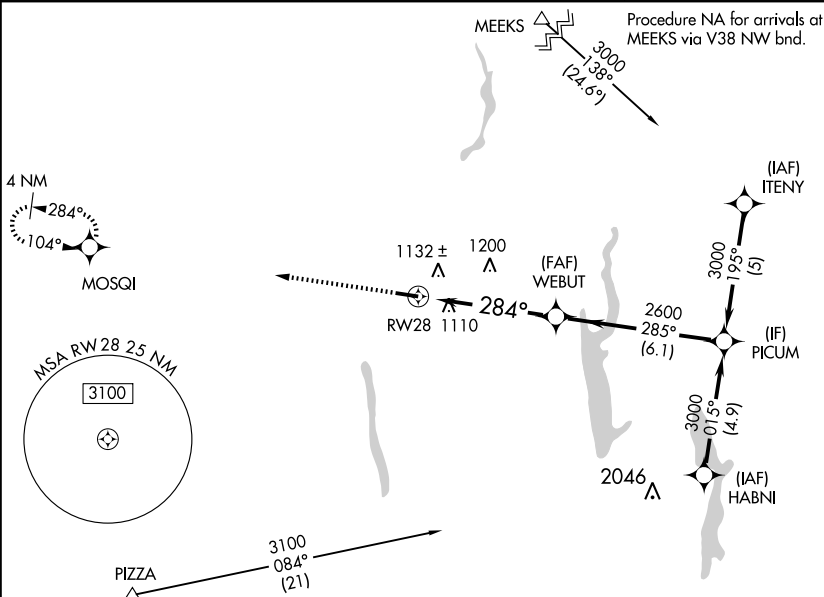 MEEKS
Procedure NA for arrivals at
MEEKS via V38 NW bnd.
3000
138°
(24.6°)
4 NM
284°
104°
MOSQI
(IAF)
ITENY
3000
195°
(5)
1132 ±
1200
(FAF)
WEBUT
284°
RW28
1110
2600
285°
(6.1)
(IF)
PICUM
MSA RW28 25 NM
3100
3000
015°
(4.9)
2046
(IAF)
HABNI
PIZZA
3100
084°
(21)